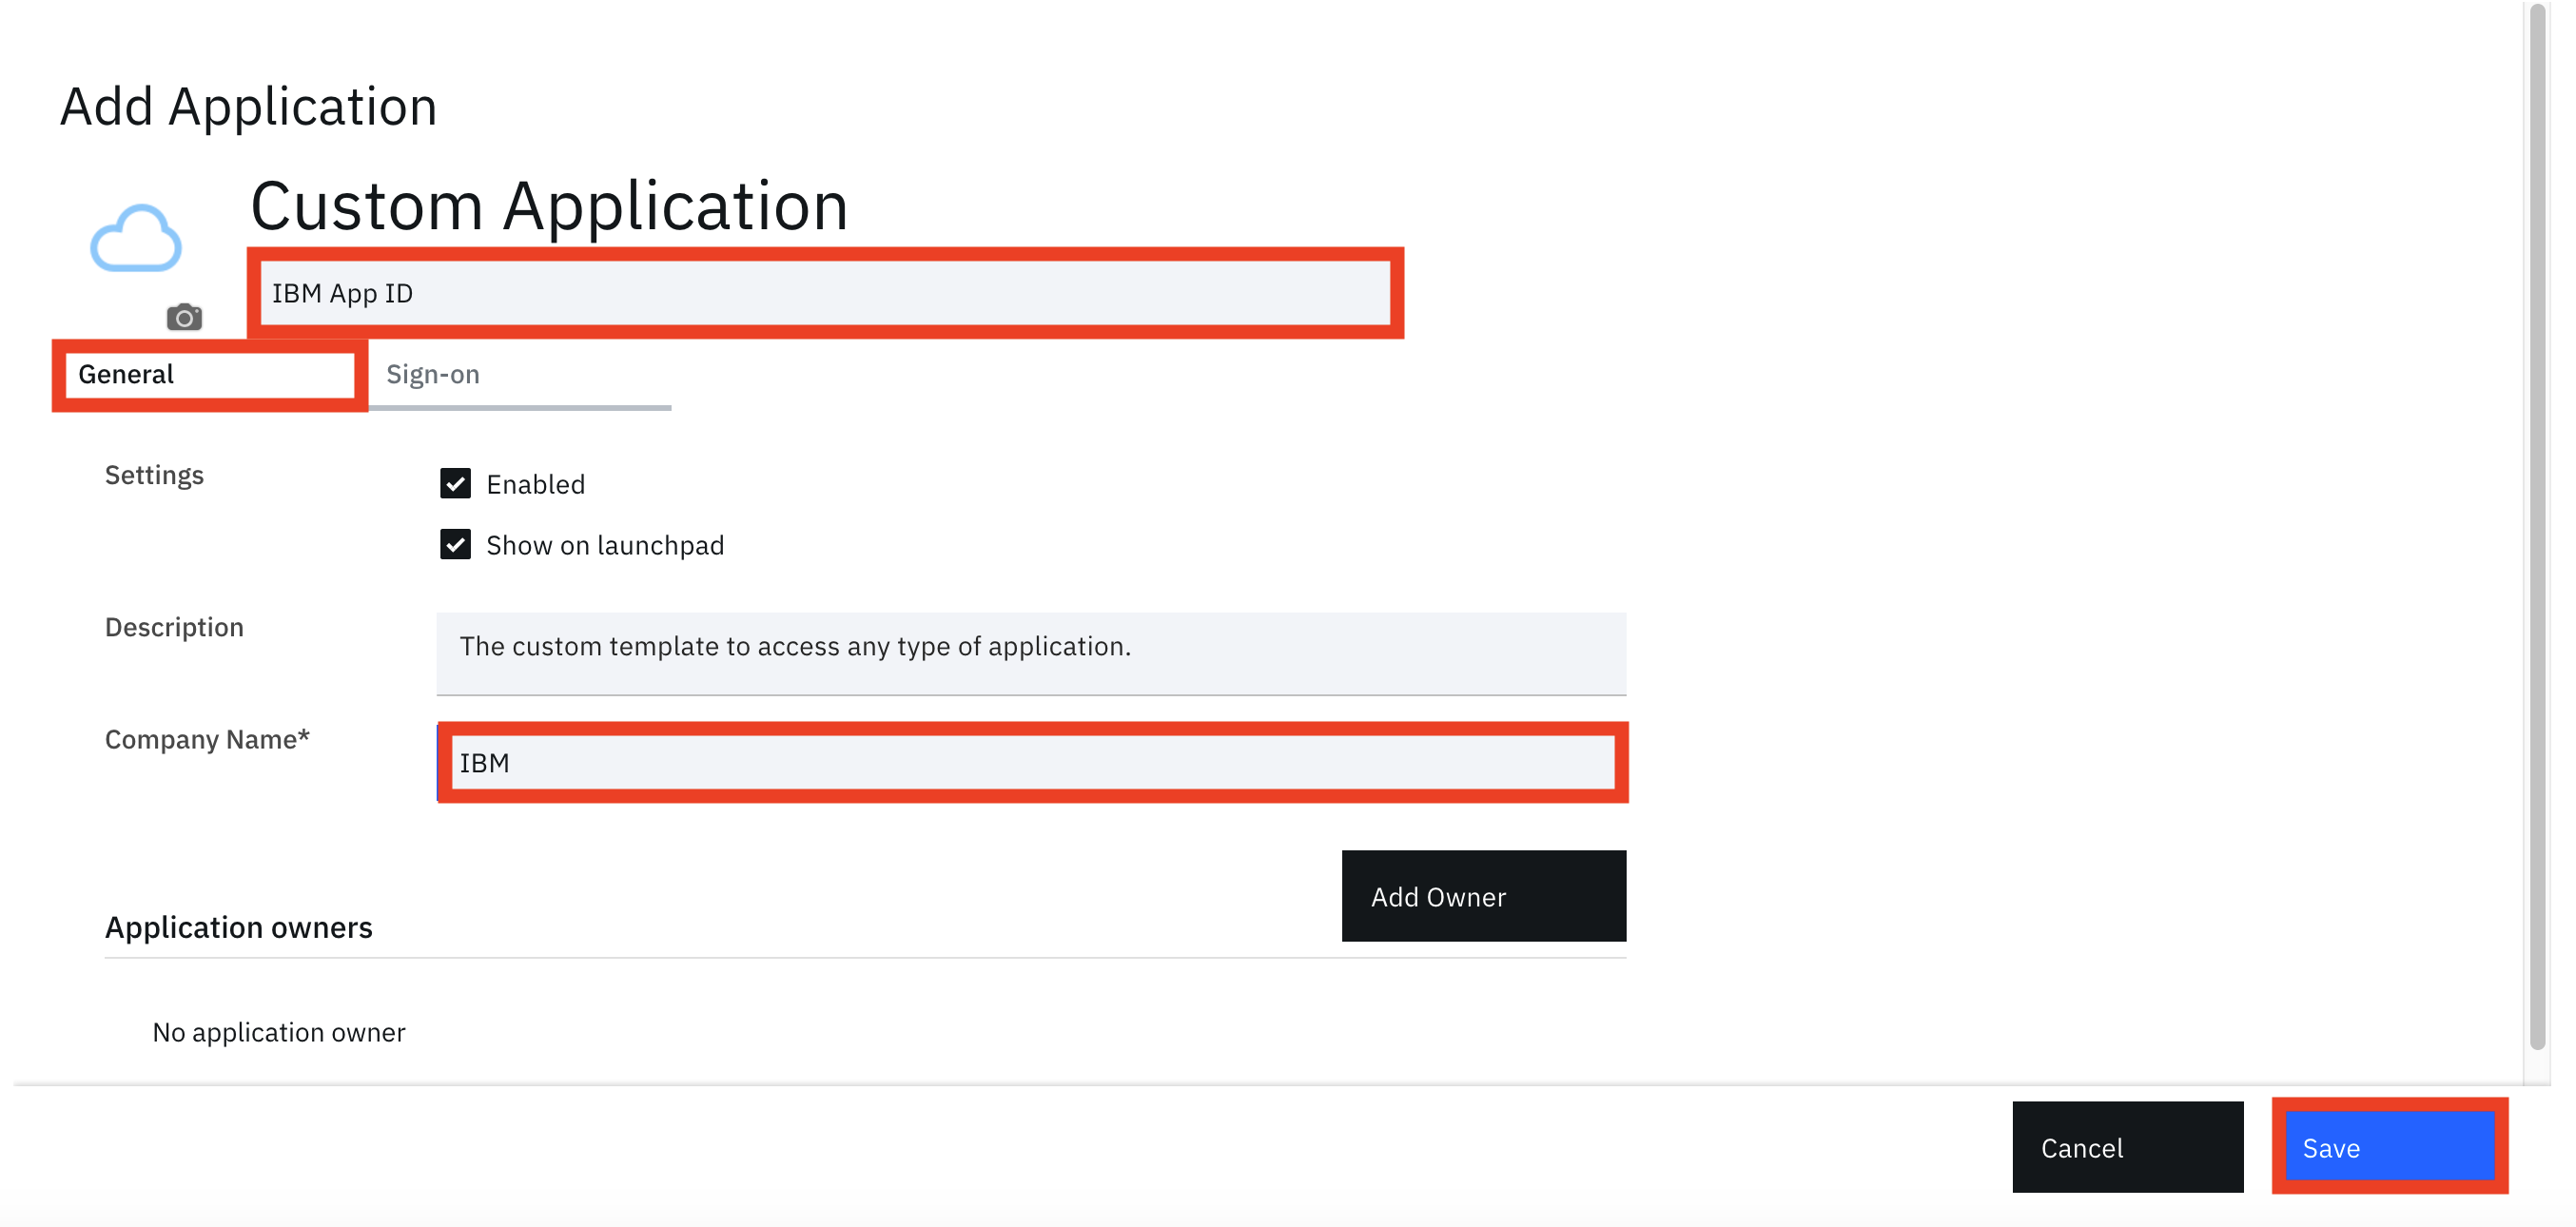 Add Application
Custom Application
IBM App ID
General
Sign-on
Settings
Enabled
Show on launchpad
Description
The custom template to access any type of application.
Company Name*
IBM
Add Owner
Application owners
No application owner
Cancel
Save